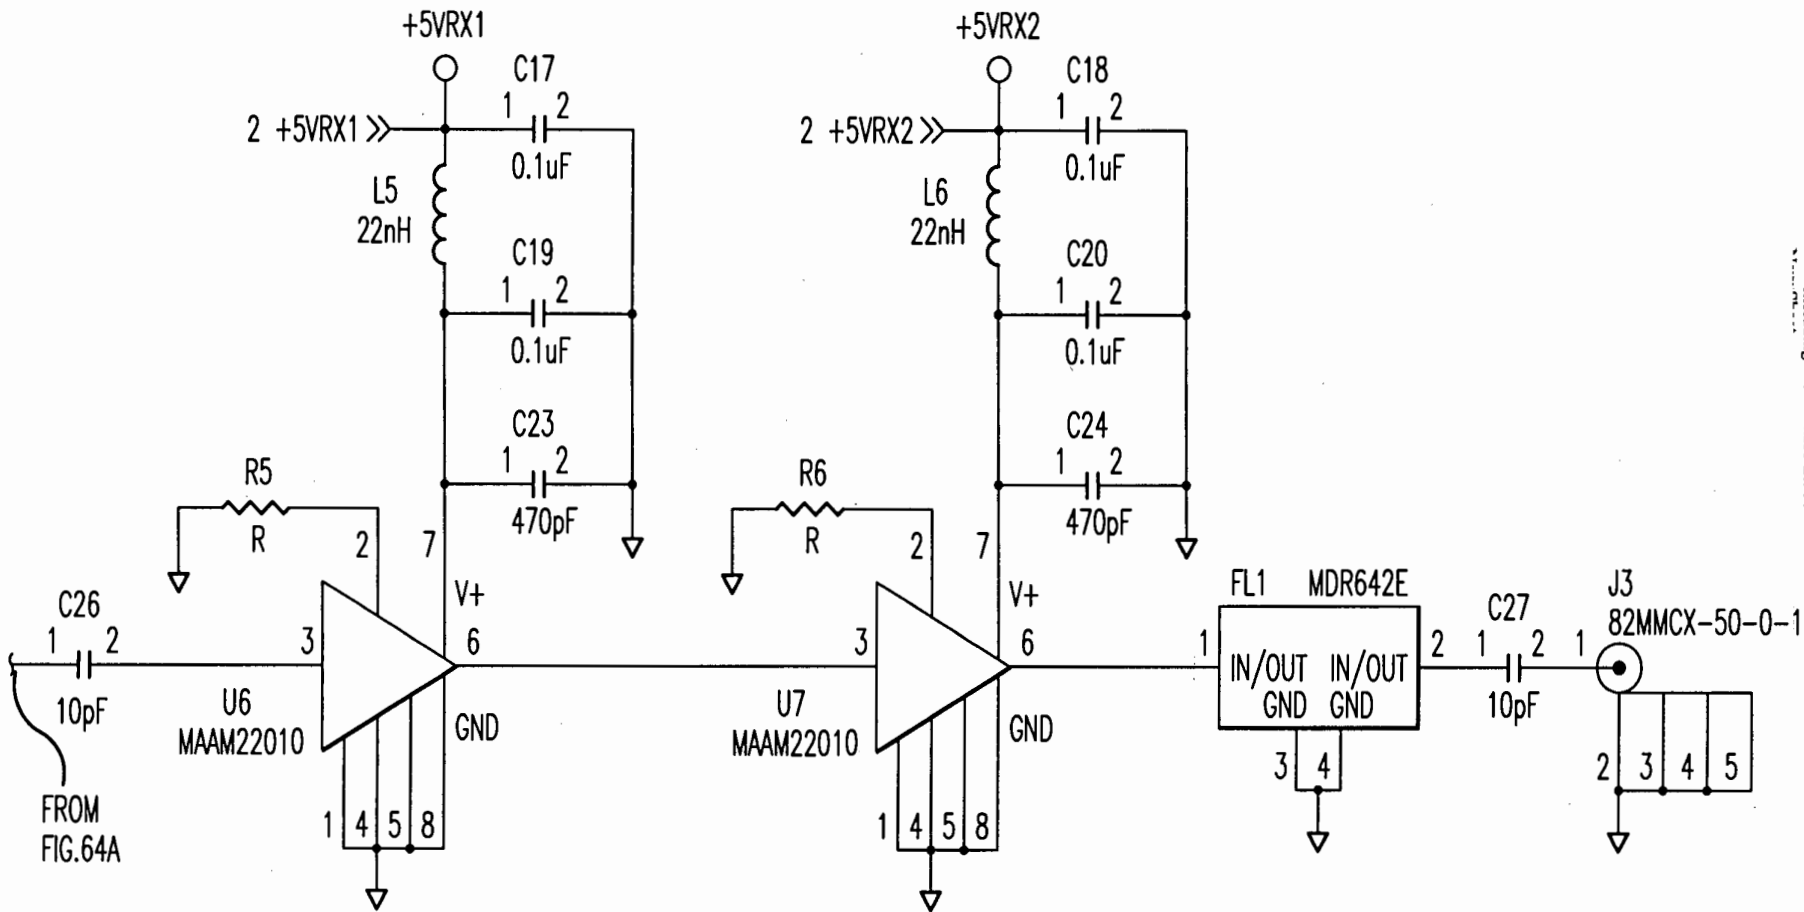 +5VRX1
C17
1 2
2 +5VRX1
0.1uF
L5
22nH
C19
1 2
0.1uF
C23
1 2
470pF
R5
R
2
7
V+
C26
1 2
10pF
3
6
U6
MAAM22010
GND
1 4 5 8
FROM
FIG.64A
+5VRX2
C18
1 2
2 +5VRX2
0.1uF
L6
22nH
C20
1 2
0.1uF
C24
1 2
470pF
R6
R
2
7
V+
3
6
U7
MAAM22010
GND
1 4 5 8
FL1 MDR642E
1
2
IN/OUT IN/OUT
GND GND
3 4
C27
1 2
10pF
J3
82MMCX-50-0-1
1
2 3 4 5